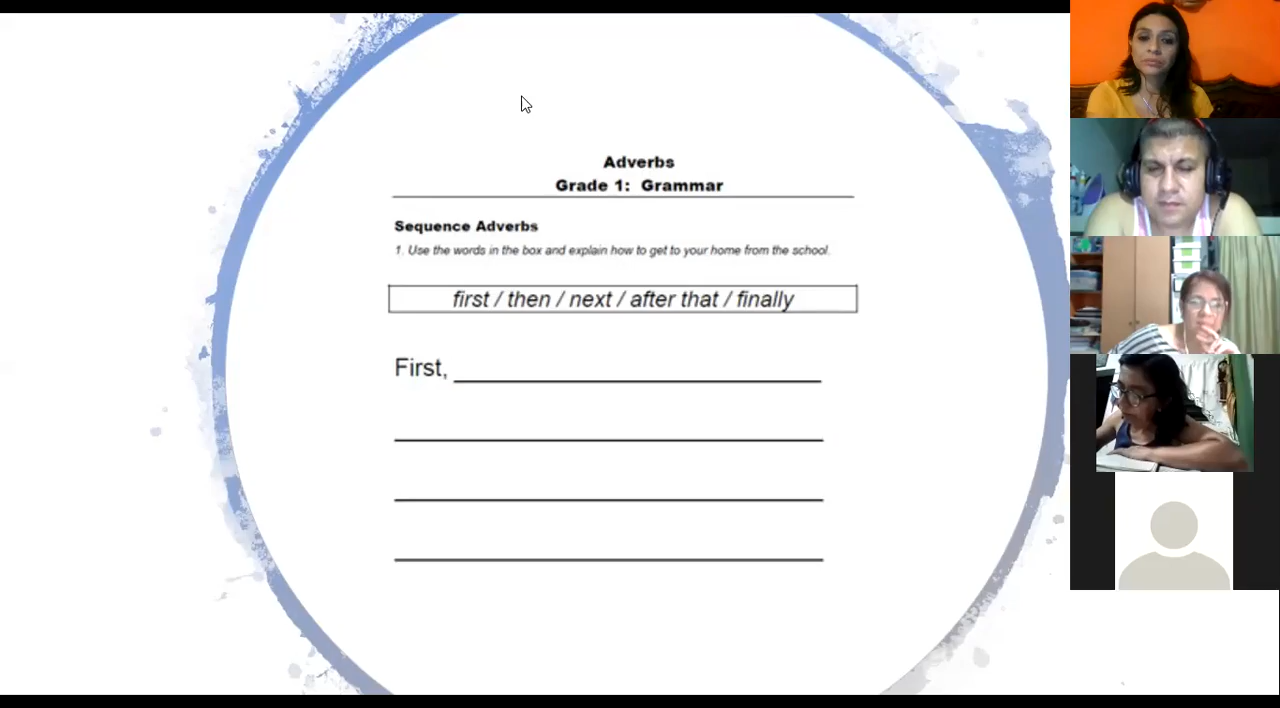 Adverbs
Grade 1: Grammar
Sequence Adverbs
1. Use the words in the box and explain how to get to your home from the school.
first / then / next / after that / finally
First,